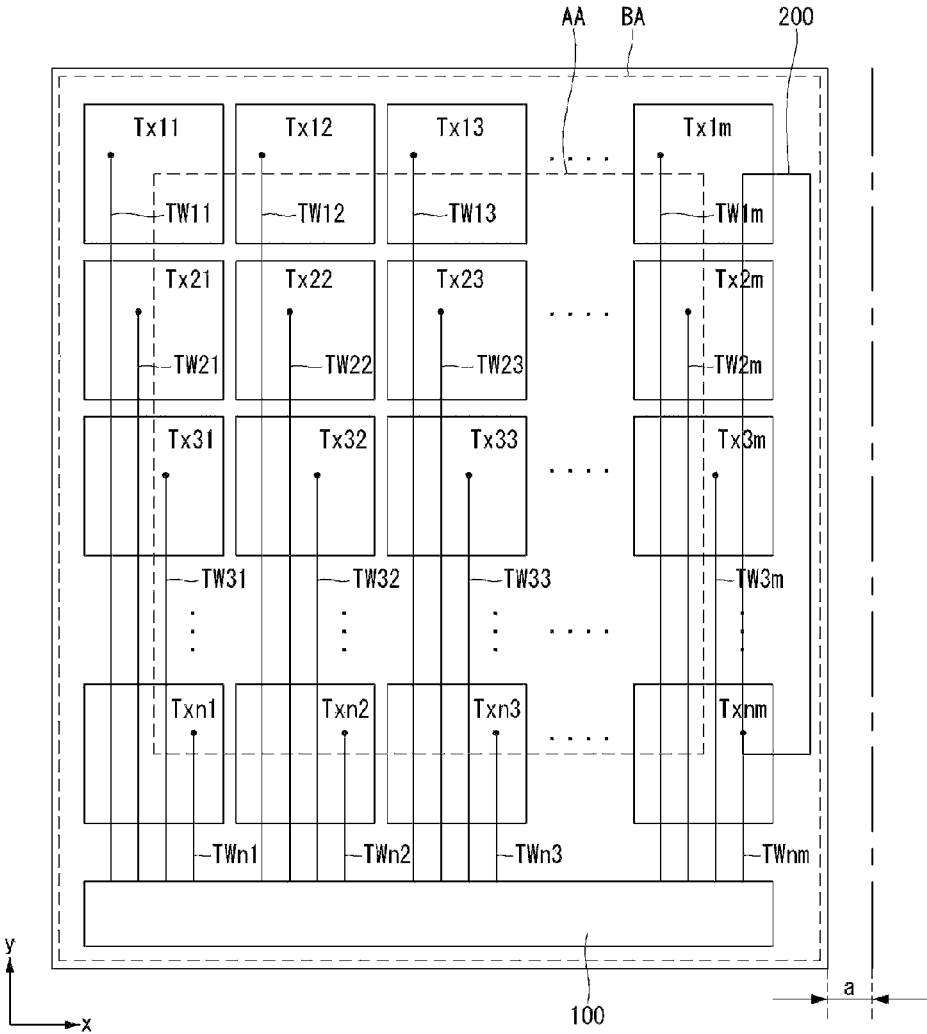 AA BA 200
Tx11 Tx12 Tx13 Tx1m
TW11 TW12 TW13 TW1m
Tx21 Tx22 Tx23 Tx2m
TW21 TW22 TW23 TW2m
Tx31 Tx32 Tx33 Tx3m
TW31 TW32 TW33 TW3m
Txn1 Txn2 Txn3 Txnm
TWn1 TWn2 TWn3 TWnm
y
x
100
a